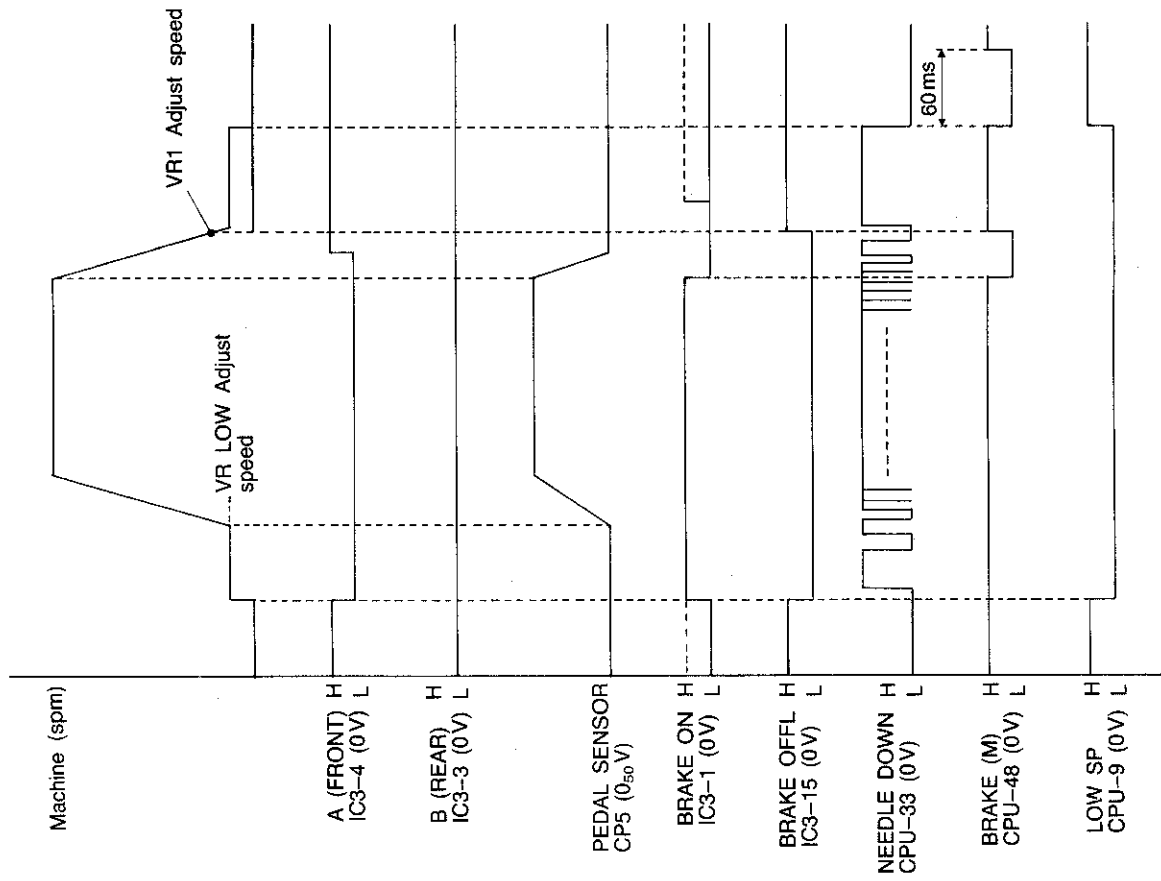 Machine (spm)
VR LOW Adjust
speed
VR1 Adjust speed
A (FRONT) H
IC3–4 (0V) L
B (REAR) H
IC3–3 (0V) L
PEDAL SENSOR
CP5 (0₅₀ V)
BRAKE ON H
IC3–1 (0V) L
BRAKE OFFL H
IC3–15 (0V) L
NEEDLE DOWN H
CPU–33 (0V) L
60ms
BRAKE (M) H
CPU–48 (0V) L
LOW SP H
CPU–9 (0V) L